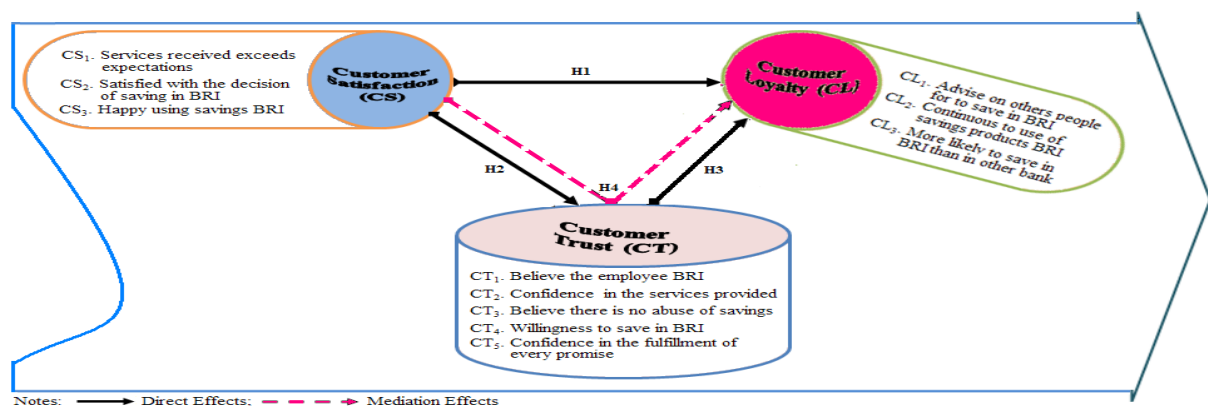 CS1. Services received exceeds
expectations
CS2. Satisfied with the decision
of saving in BRI
CS3. Happy using savings BRI
Customer
Satisfaction
(CS)
H1
Customer
Loyalty (CL)
CL1. Advise on others people
for to save in BRI
CL2. Continuous to use of
savings products BRI
CL3. More likely to save in
BRI than in other bank
H2
H4
H3
Customer
Trust (CT)
CT1. Believe the employee BRI
CT2. Confidence in the services provided
CT3. Believe there is no abuse of savings
CT4. Willingness to save in BRI
CT5. Confidence in the fulfillment of
every promise
Notes: Direct Effects; Mediation Effects